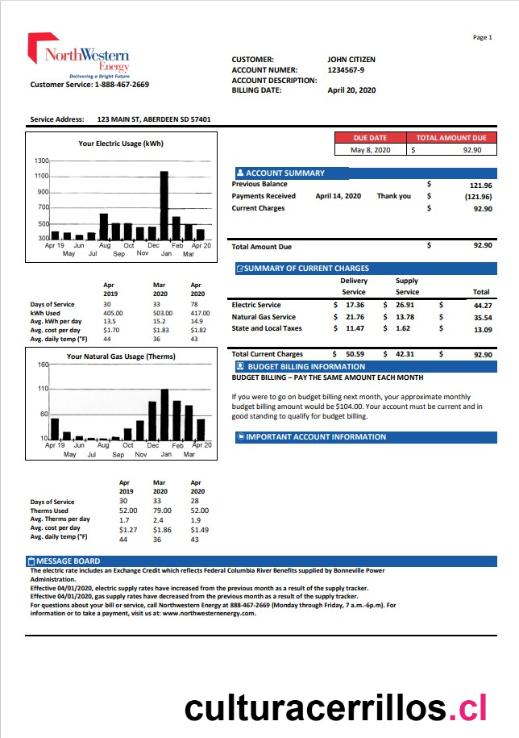 Page 1
NorthWestern
Energy
Delivering a Bright Future
Customer Service: 1-888-467-2669
CUSTOMER: JOHN CITIZEN
ACCOUNT NUMER: 1234567-9
ACCOUNT DESCRIPTION:
BILLING DATE: April 20, 2020
Service Address: 123 MAIN ST, ABERDEEN SD 57401
DUE DATE TOTAL AMOUNT DUE
May 8, 2020 $ 92.90
Your Electric Usage (kWh)
1300
1100
900
700
500
300
Apr 19 Jun Aug Oct Dec Feb Apr 20
May Jul Sep Nov Jan Mar
ACCOUNT SUMMARY
Previous Balance $ 121.96
Payments Received April 14, 2020 Thank you $ (121.96)
Current Charges $ 92.90
Total Amount Due $ 92.90
Apr Mar Apr
2019 2020 2020
Days of Service 30 33 78
kWh Used 405.00 503.00 417.00
Avg. kWh per day 13.5 15.2 14.9
Avg. cost per day $1.70 $1.83 $1.82
Avg. daily temp (°F) 44 36 43
SUMMARY OF CURRENT CHARGES
Delivery Supply
Service Service Total
Electric Service $ 17.36 $ 26.91 $ 44.27
Natural Gas Service $ 21.76 $ 13.78 $ 35.54
State and Local Taxes $ 11.47 $ 1.62 $ 13.09
Total Current Charges $ 50.59 $ 42.31 $ 92.90
Your Natural Gas Usage (Therms)
160
110
60
10
Apr 19 Jun Aug Oct Dec Feb Apr 20
May Jul Sep Nov Jan Mar
BUDGET BILLING INFORMATION
BUDGET BILLING – PAY THE SAME AMOUNT EACH MONTH
If you were to go on budget billing next month, your approximate monthly
budget billing amount would be $104.00. Your account must be current and in
good standing to qualify for budget billing.
IMPORTANT ACCOUNT INFORMATION
Apr Mar Apr
2019 2020 2020
Days of Service 30 33 28
Therms Used 52.00 79.00 52.00
Avg. Therms per day 1.7 2.4 1.9
Avg. cost per day $1.27 $1.86 $1.49
Avg. daily temp (°F) 44 36 43
MESSAGE BOARD
The electric rate includes an Exchange Credit which reflects Federal Columbia River Benefits supplied by Bonneville Power
Administration.
Effective 04/01/2020, electric supply rates have increased from the previous month as a result of the supply tracker.
Effective 04/01/2020, gas supply rates have decreased from the previous month as a result of the supply tracker.
For questions about your bill or service, call Northwestern Energy at 888-467-2669 (Monday through Friday, 7 a.m.-6p.m). For
information or to take a payment, visit us at: www.northwesternenergy.com.
culturacerrillos.cl